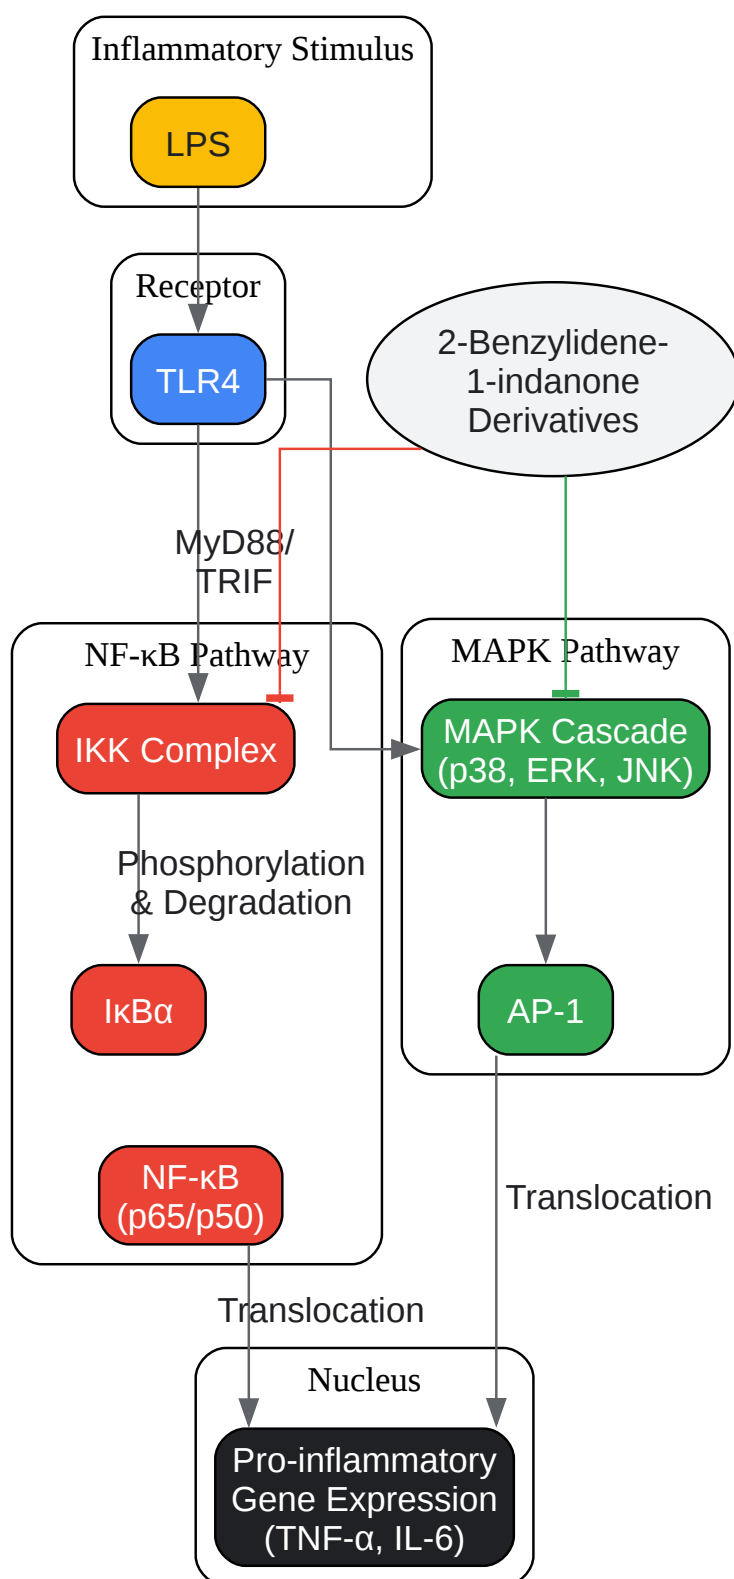 Inflammatory Stimulus
LPS
Receptor
TLR4
2-Benzylidene-
1-indanone
Derivatives
MyD88/
TRIF
NF-κB Pathway
IKK Complex
MAPK Pathway
MAPK Cascade
(p38, ERK, JNK)
Phosphorylation
& Degradation
IκBα
AP-1
NF-κB
(p65/p50)
Translocation
Translocation
Nucleus
Pro-inflammatory
Gene Expression
(TNF-α, IL-6)